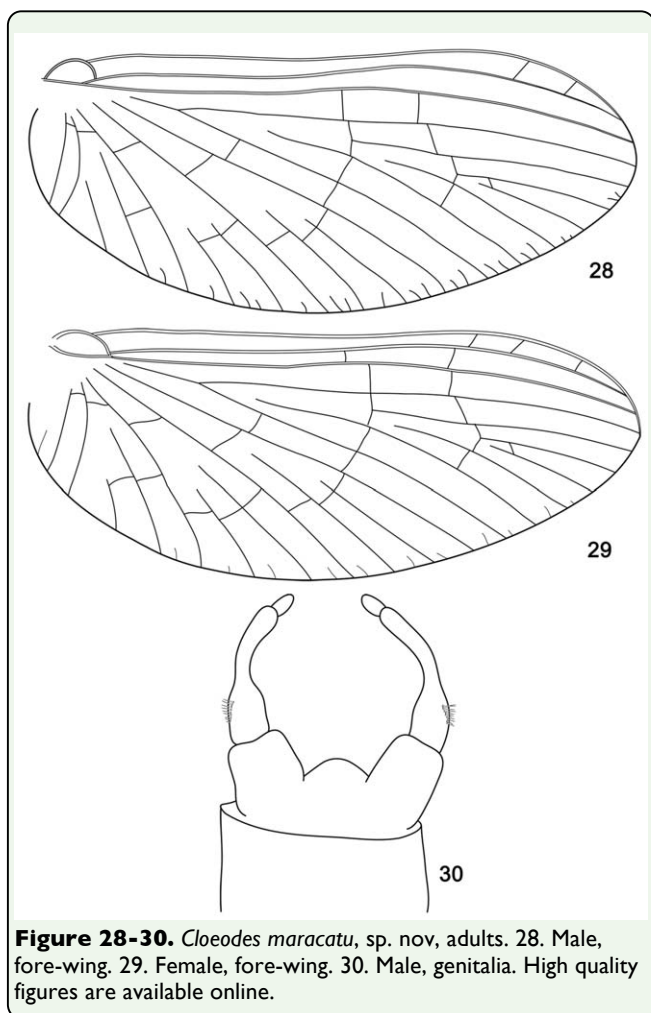 28
29
30
Figure 28-30. Cloeodes maracatu, sp. nov, adults. 28. Male,
fore-wing. 29. Female, fore-wing. 30. Male, genitalia. High quality
figures are available online.